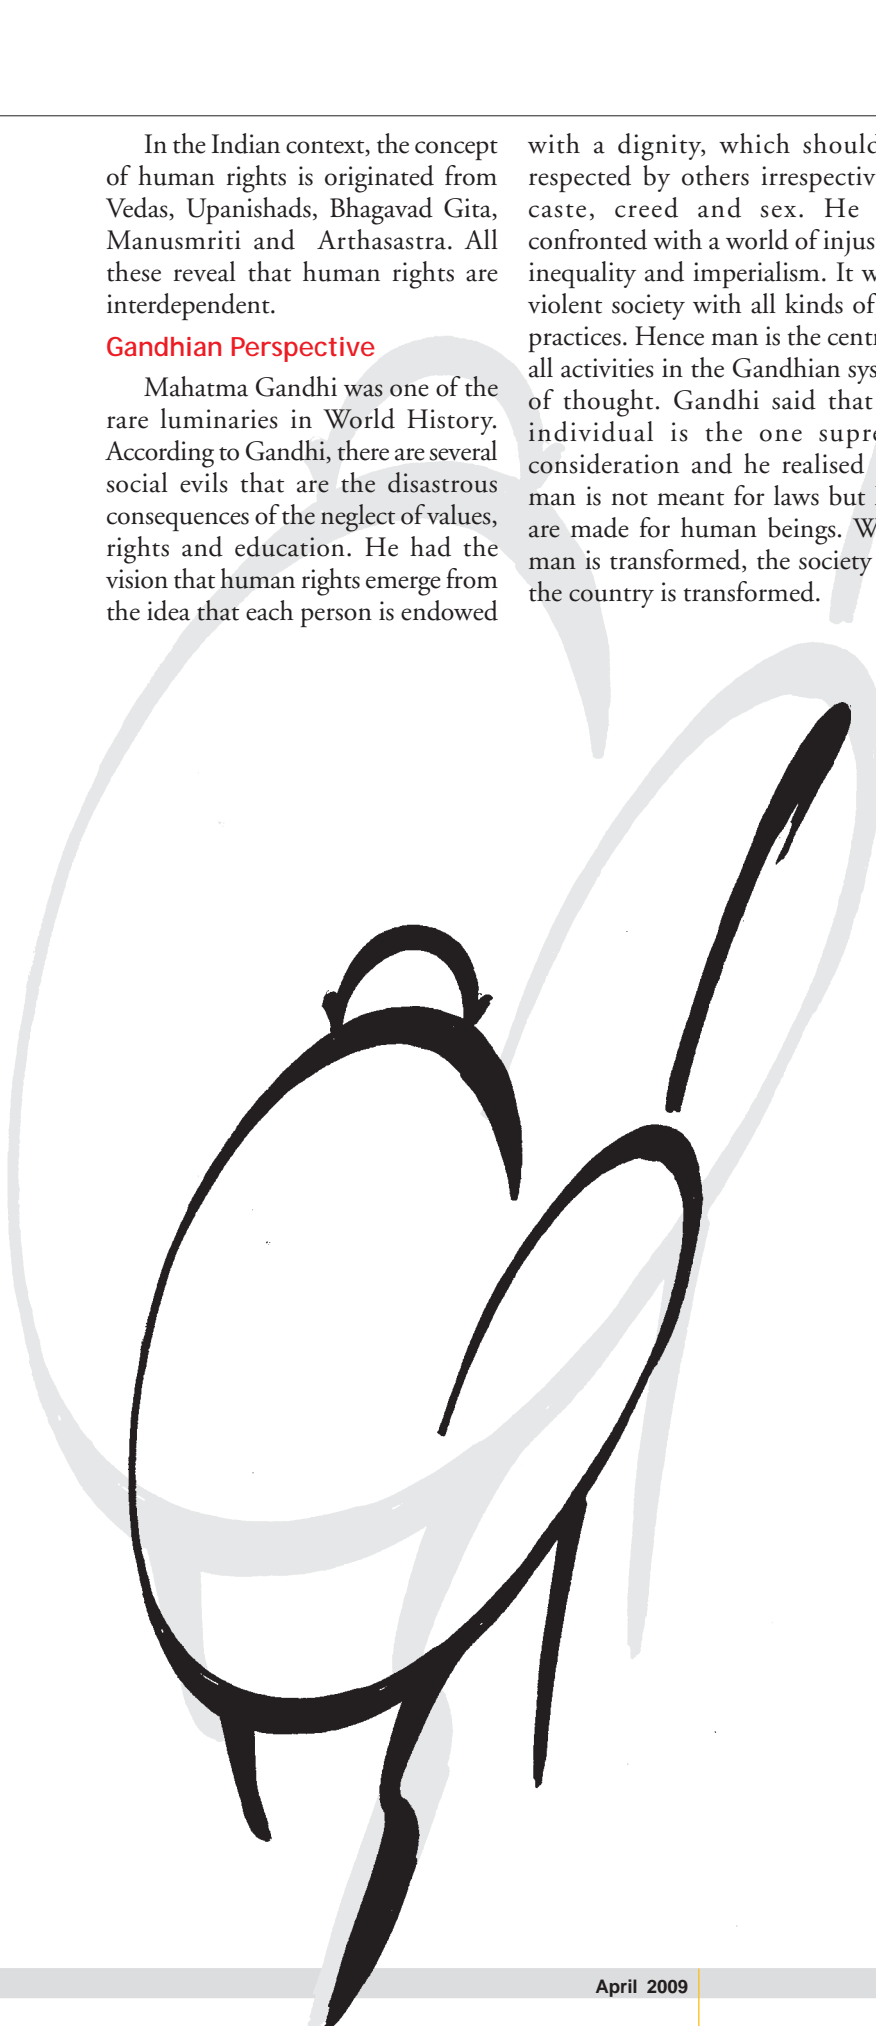 In the Indian context, the concept
of human rights is originated from
Vedas, Upanishads, Bhagavad Gita,
Manusmriti and Arthasastra. All
these reveal that human rights are
interdependent.
Gandhian Perspective
Mahatma Gandhi was one of the
rare luminaries in World History.
According to Gandhi, there are several
social evils that are the disastrous
consequences of the neglect of values,
rights and education. He had the
vision that human rights emerge from
the idea that each person is endowed
with a dignity, which should
respected by others
caste, creed and sex. He
confronted with a world of
inequality and imperialism. It
violent society with all kinds of
practices. Hence man is the
all activities in the Gandhian
of thought. Gandhi said that
individual is the one
consideration and he realised
man is not meant for laws but
are made for human beings.
man is transformed, the society
the country is transformed.
April 2009